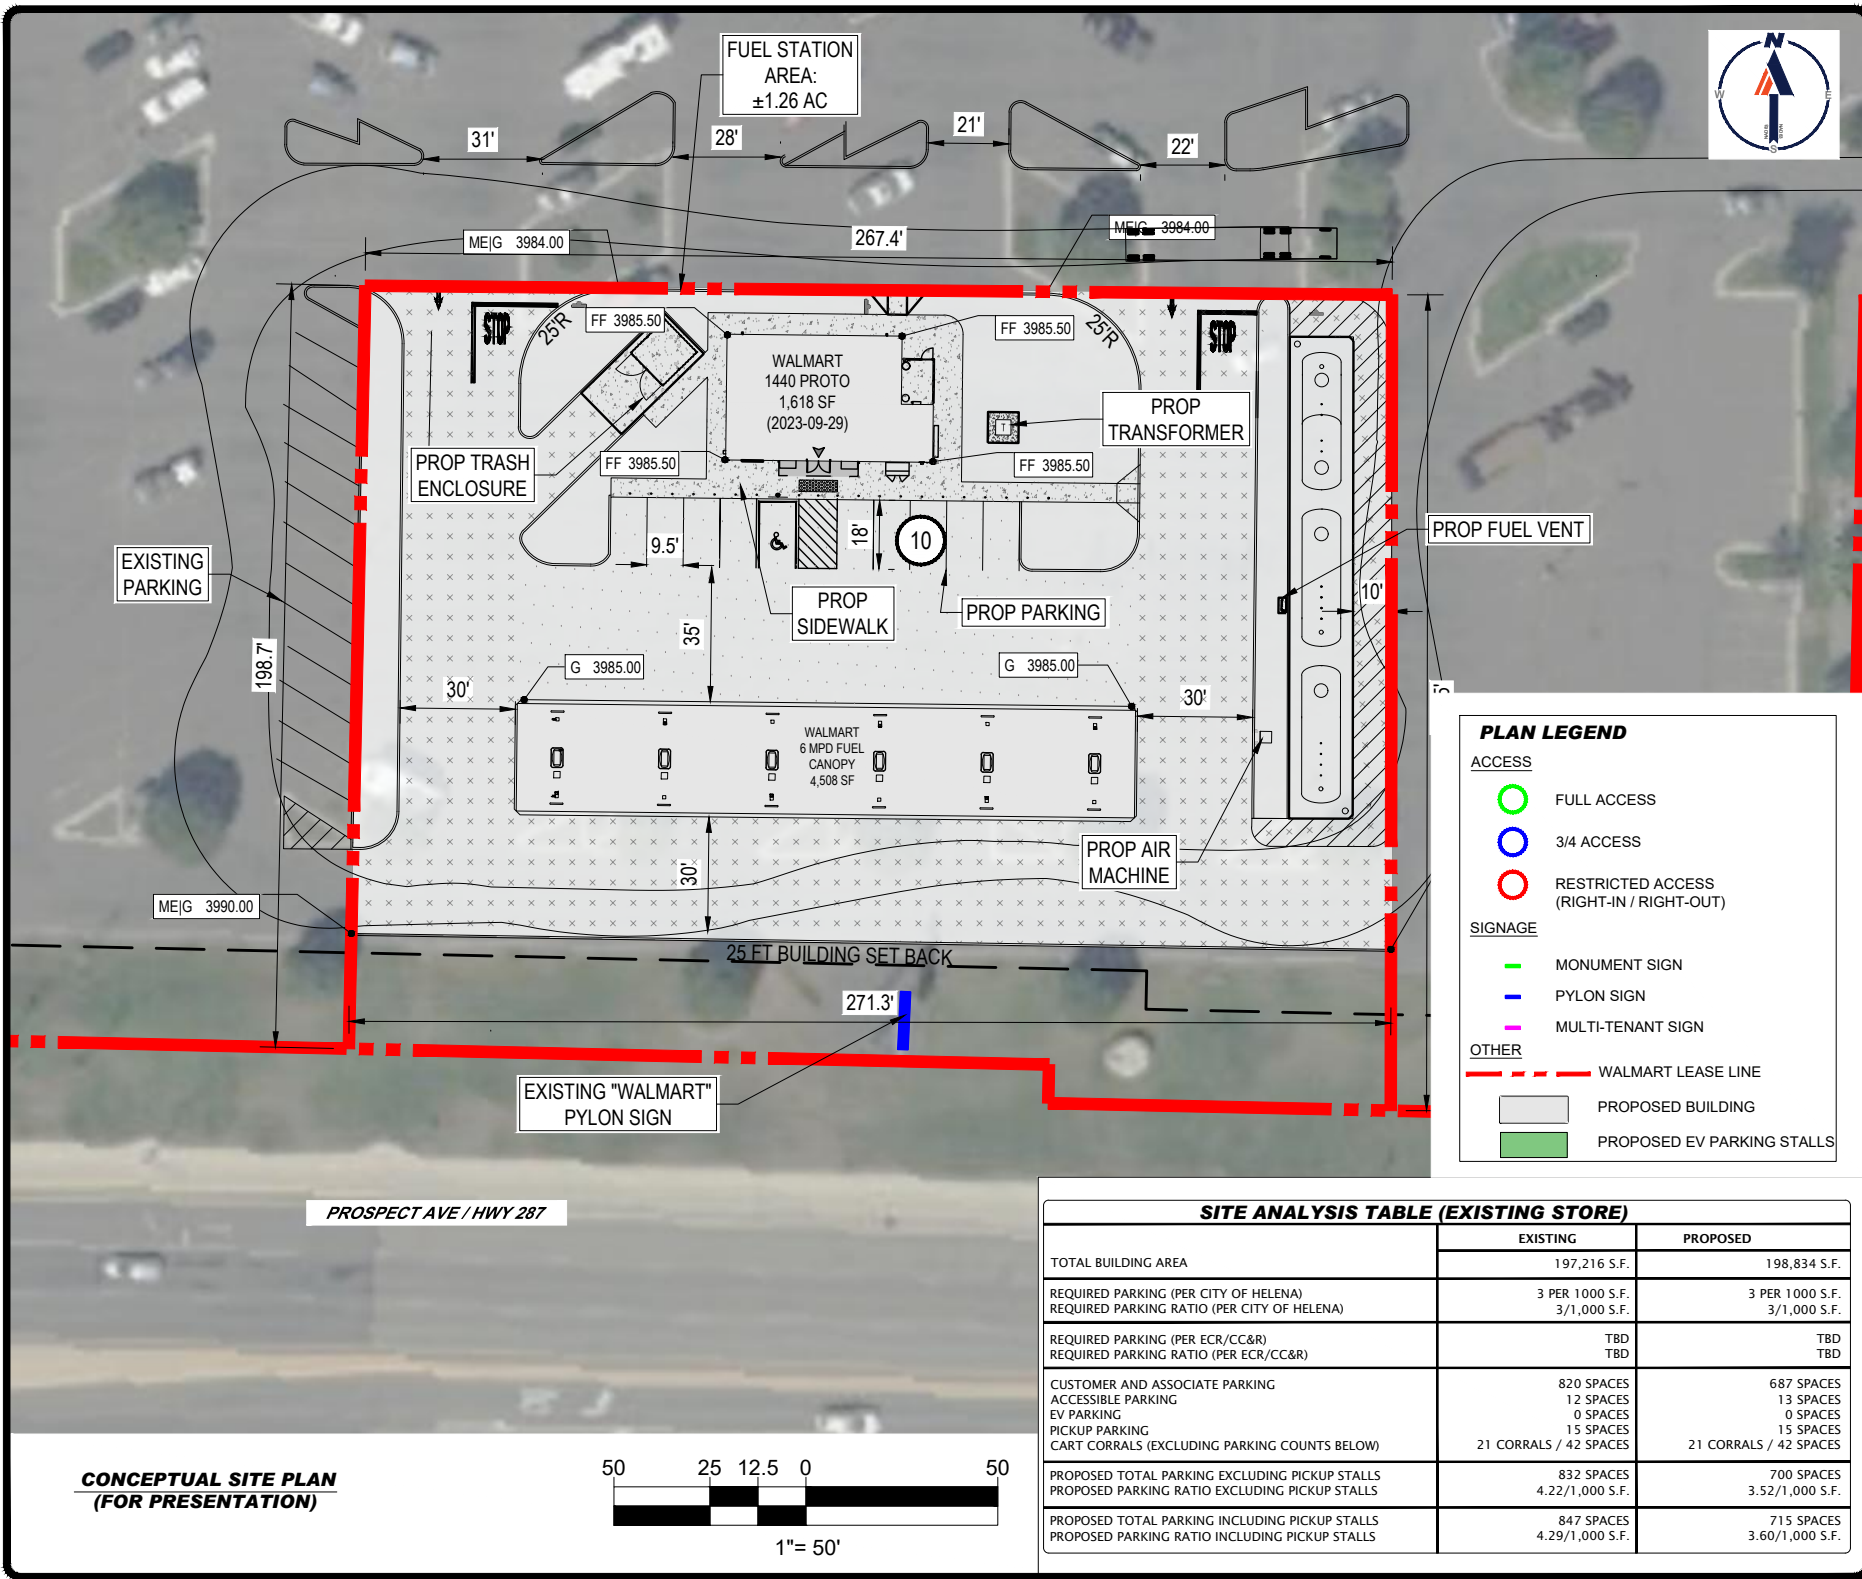 FUEL STATION
AREA:
±1.26 AC
N
W
E
S
31'
28'
21'
22'
267.4'
ME|G 3984.00
ME|G 3984.00
STOP
25'R
FF 3985.50
FF 3985.50
25'R
STOP
WALMART
1440 PROTO
1,618 SF
(2023-09-29)
PROP
TRANSFORMER
T
PROP TRASH
ENCLOSURE
FF 3985.50
FF 3985.50
PROP FUEL VENT
EXISTING
PARKING
9.5'
18'
10
10'
PROP
SIDEWALK
PROP PARKING
35'
198.7'
G 3985.00
G 3985.00
30'
30'
WALMART
6 MPD FUEL
CANOPY
4,508 SF
PROP AIR
MACHINE
30'
ME|G 3990.00
25 FT BUILDING SET BACK
271.3'
EXISTING "WALMART"
PYLON SIGN
PROSPECT AVE / HWY 287
PLAN LEGEND
ACCESS
FULL ACCESS
3/4 ACCESS
RESTRICTED ACCESS
(RIGHT-IN / RIGHT-OUT)
SIGNAGE
MONUMENT SIGN
PYLON SIGN
MULTI-TENANT SIGN
OTHER
WALMART LEASE LINE
PROPOSED BUILDING
PROPOSED EV PARKING STALLS
SITE ANALYSIS TABLE (EXISTING STORE)
EXISTING PROPOSED
TOTAL BUILDING AREA 197,216 S.F. 198,834 S.F.
REQUIRED PARKING (PER CITY OF HELENA) 3 PER 1000 S.F. 3 PER 1000 S.F.
REQUIRED PARKING RATIO (PER CITY OF HELENA) 3/1,000 S.F. 3/1,000 S.F.
REQUIRED PARKING (PER ECR/CC&R) TBD TBD
REQUIRED PARKING RATIO (PER ECR/CC&R) TBD TBD
CUSTOMER AND ASSOCIATE PARKING 820 SPACES 687 SPACES
ACCESSIBLE PARKING 12 SPACES 13 SPACES
EV PARKING 0 SPACES 0 SPACES
PICKUP PARKING 15 SPACES 15 SPACES
CART CORRALS (EXCLUDING PARKING COUNTS BELOW) 21 CORRALS / 42 SPACES 21 CORRALS / 42 SPACES
PROPOSED TOTAL PARKING EXCLUDING PICKUP STALLS 832 SPACES 700 SPACES
PROPOSED PARKING RATIO EXCLUDING PICKUP STALLS 4.22/1,000 S.F. 3.52/1,000 S.F.
PROPOSED TOTAL PARKING INCLUDING PICKUP STALLS 847 SPACES 715 SPACES
PROPOSED PARKING RATIO INCLUDING PICKUP STALLS 4.29/1,000 S.F. 3.60/1,000 S.F.
CONCEPTUAL SITE PLAN
(FOR PRESENTATION)
50 25 12.5 0 50
1"= 50'